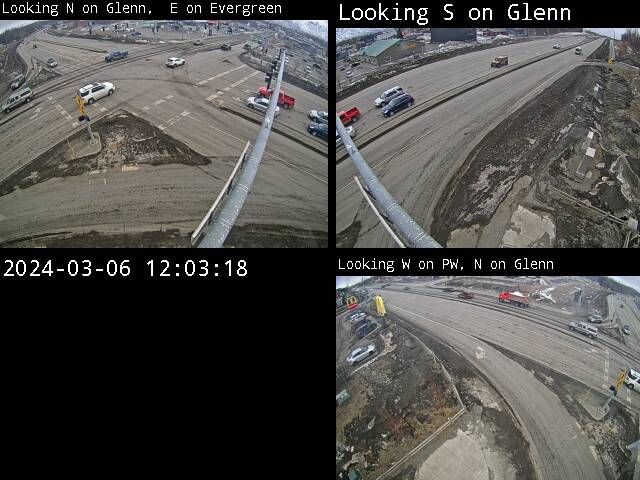 Looking N on Glenn, E on Evergreen
Looking S on Glenn
2024-03-06 12:03:18
Looking W on PW, N on Glenn